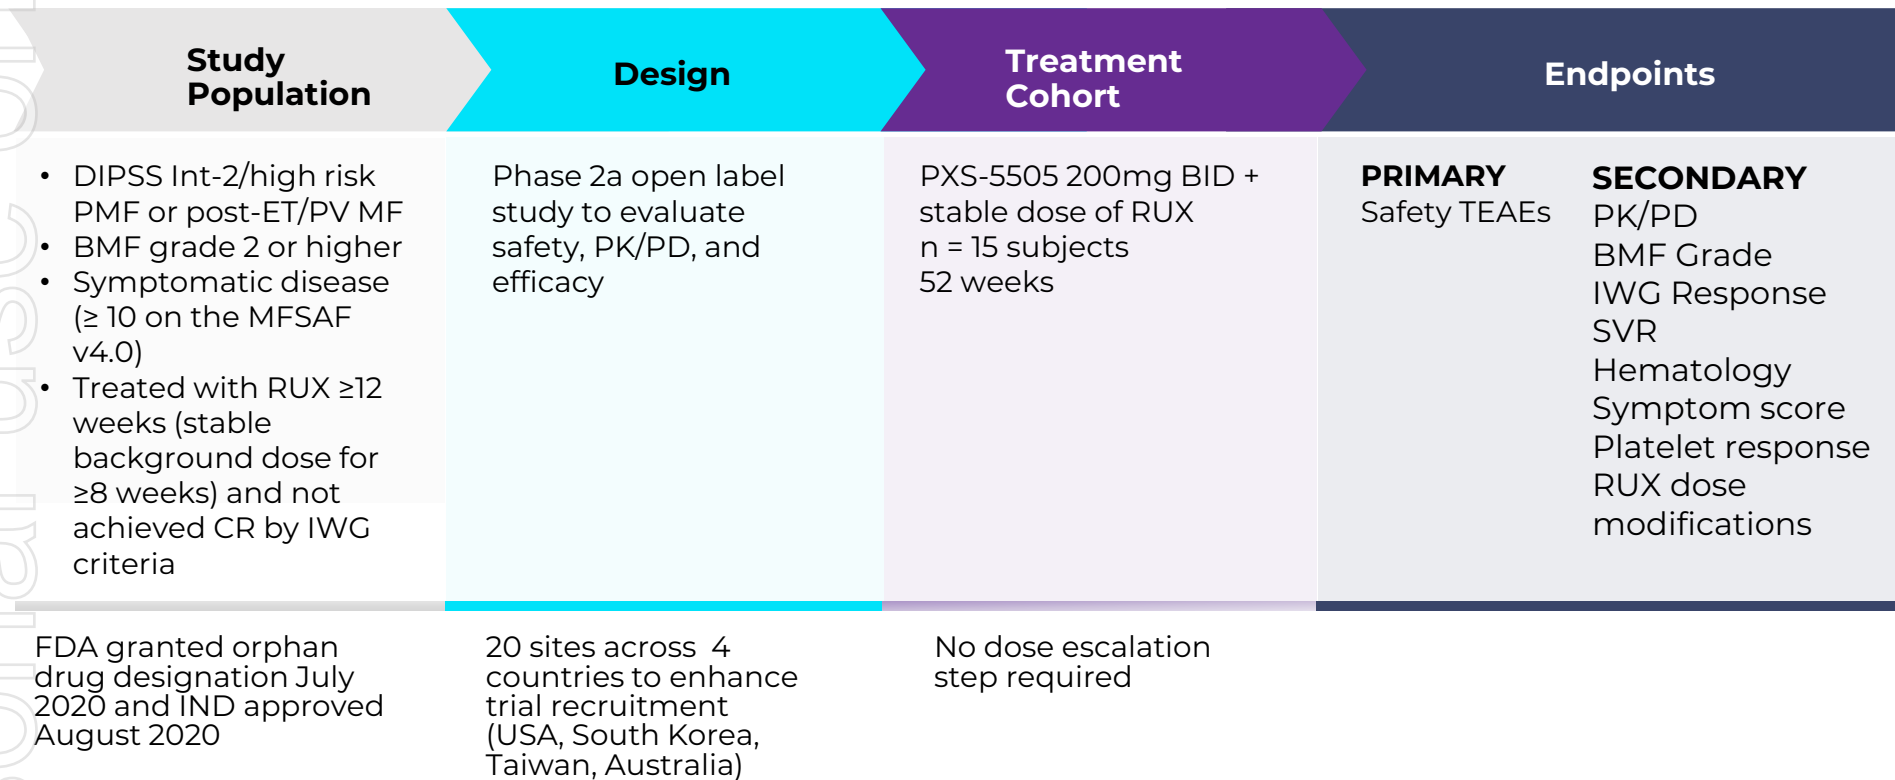 Study
Population
Design
Treatment
Cohort
Endpoints
• DIPSS Int-2/high risk
PMF or post-ET/PV MF
• BMF grade 2 or higher
• Symptomatic disease
(≥ 10 on the MFSAF
v4.0)
• Treated with RUX ≥12
weeks (stable
background dose for
≥8 weeks) and not
achieved CR by IWG
criteria
Phase 2a open label
study to evaluate
safety, PK/PD, and
efficacy
PXS-5505 200mg BID +
stable dose of RUX
n = 15 subjects
52 weeks
PRIMARY
Safety TEAEs
SECONDARY
PK/PD
BMF Grade
IWG Response
SVR
Hematology
Symptom score
Platelet response
RUX dose
modifications
FDA granted orphan
drug designation July
2020 and IND approved
August 2020
20 sites across 4
countries to enhance
trial recruitment
(USA, South Korea,
Taiwan, Australia)
No dose escalation
step required